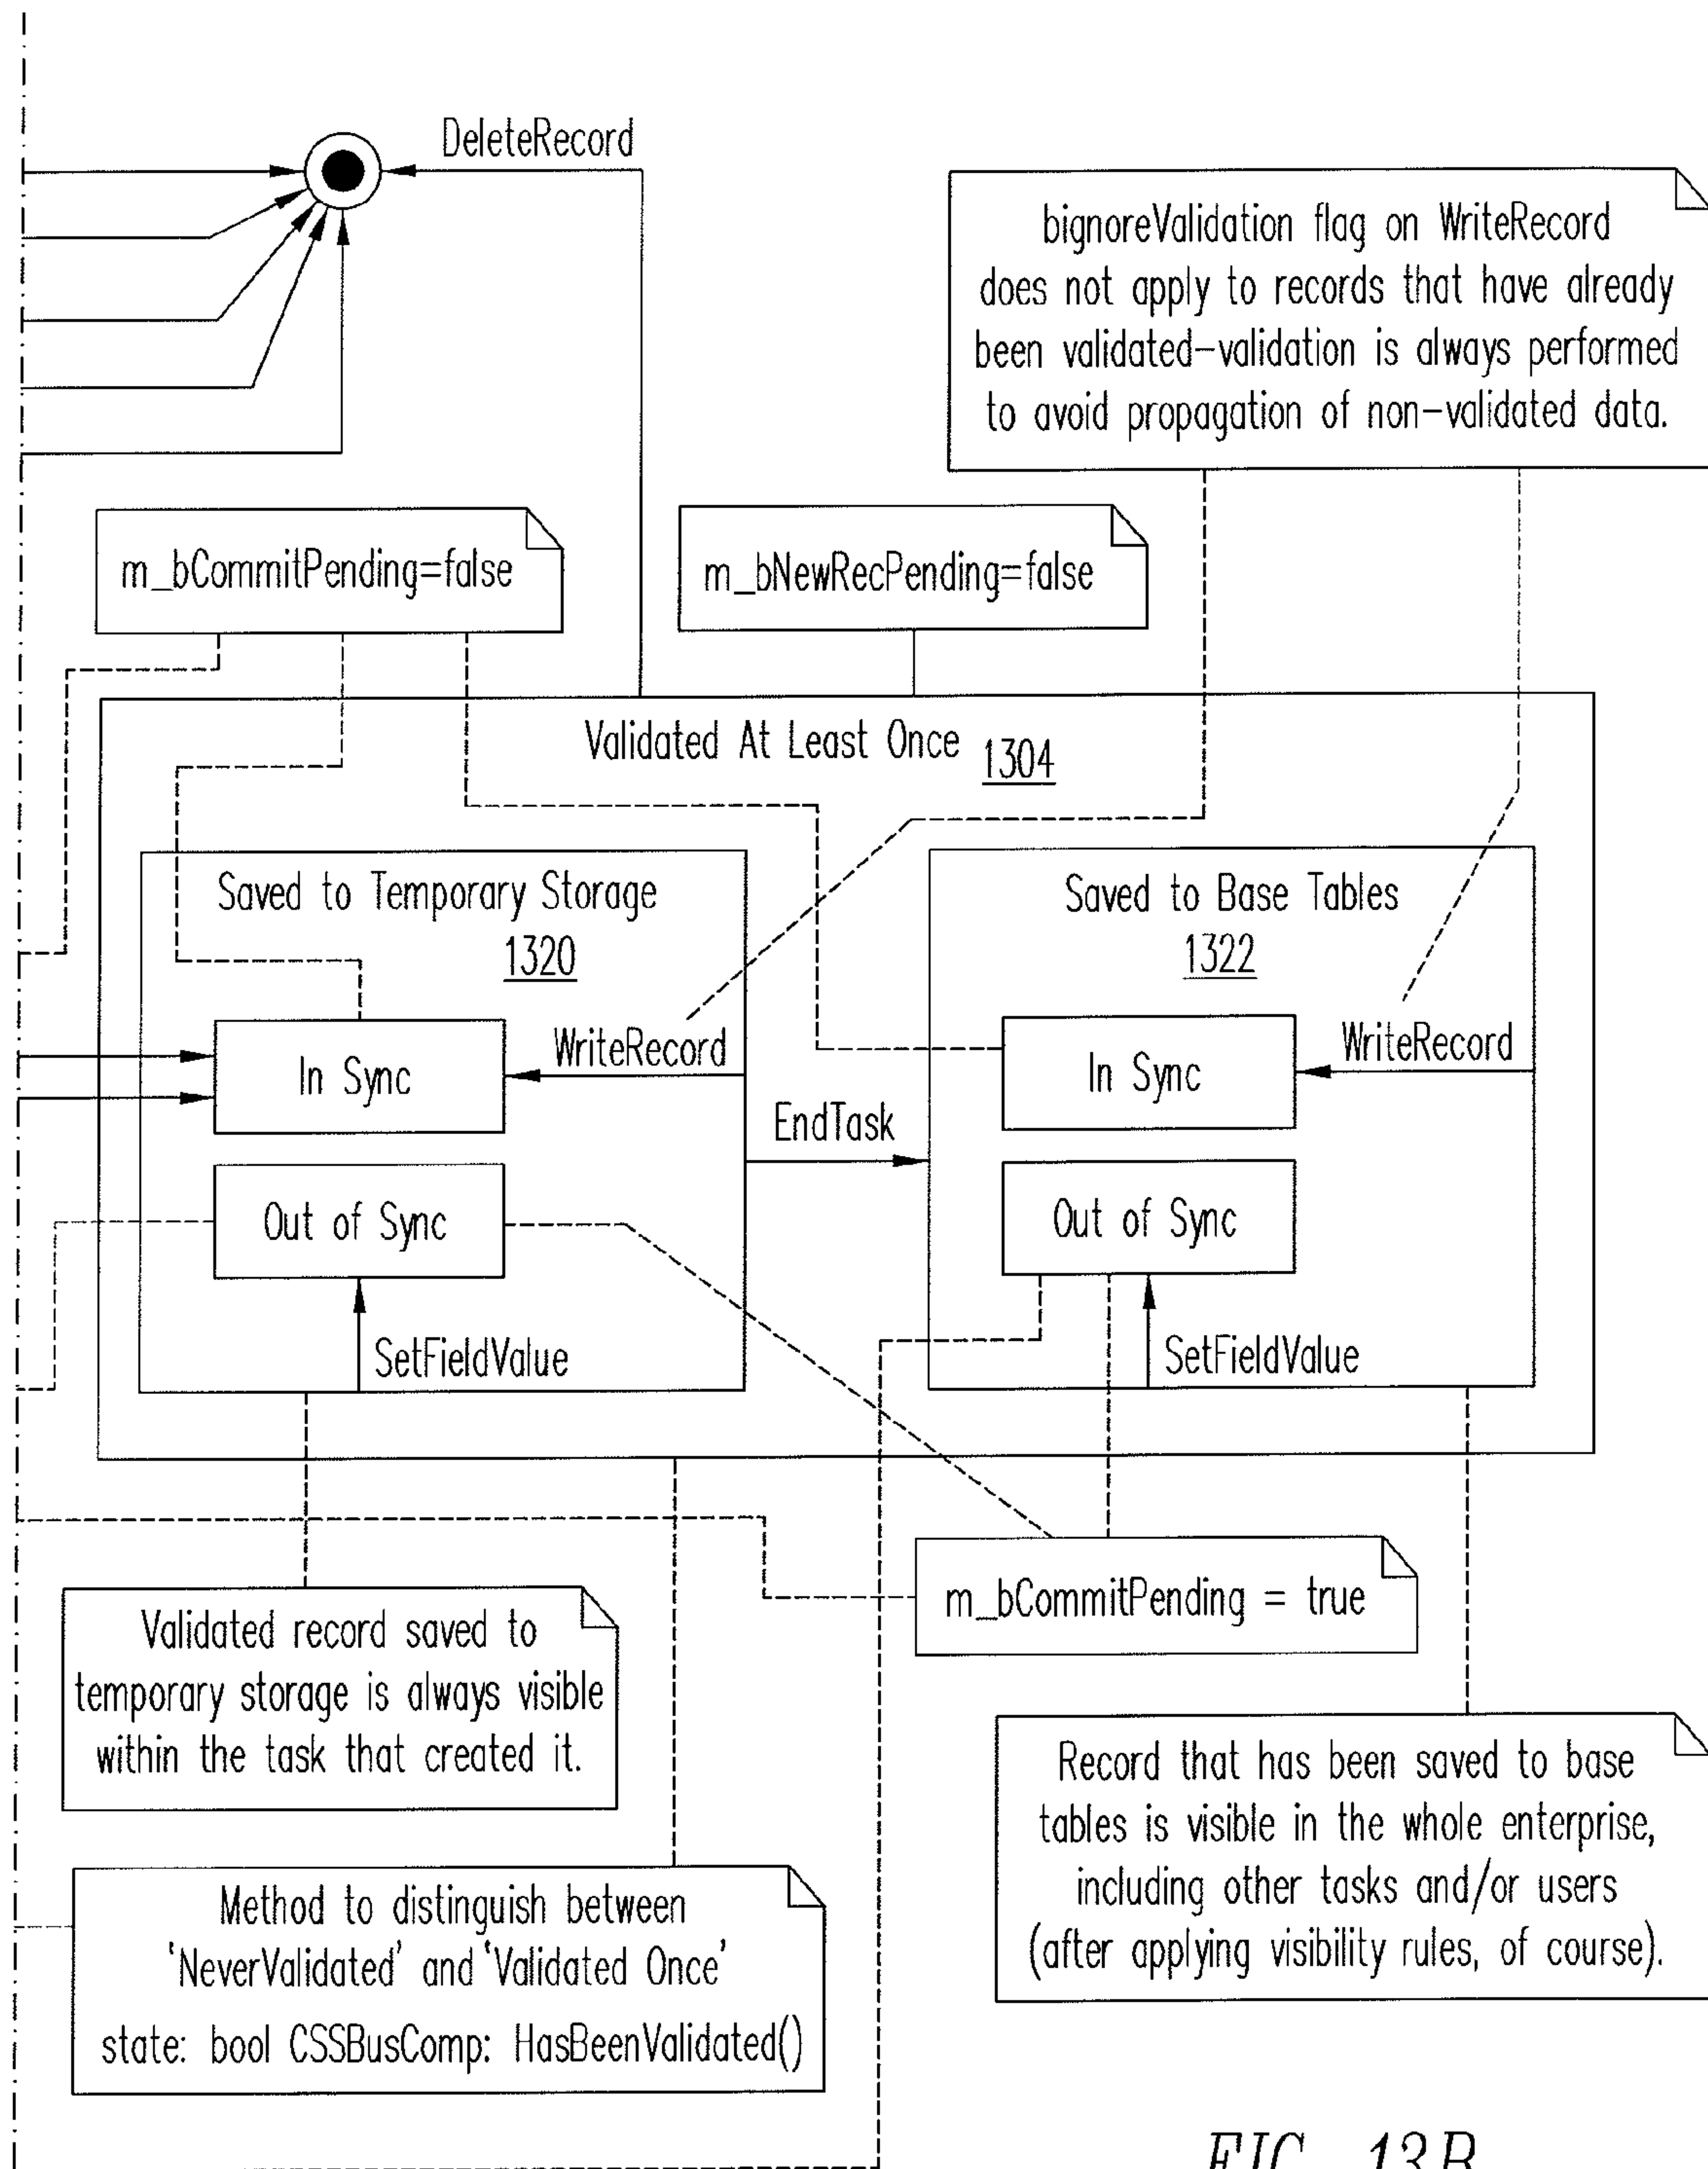 DeleteRecord
bignoreValidation flag on WriteRecord
does not apply to records that have already
been validated-validation is always performed
to avoid propagation of non-validated data.
m_bCommitPending=false
m_bNewRecPending=false
Validated At Least Once 1304
Saved to Temporary Storage
1320
In Sync
WriteRecord
Out of Sync
SetFieldValue
EndTask
Saved to Base Tables
1322
In Sync
WriteRecord
Out of Sync
SetFieldValue
m_bCommitPending = true
Validated record saved to
temporary storage is always visible
within the task that created it.
Record that has been saved to base
tables is visible in the whole enterprise,
including other tasks and/or users
(after applying visibility rules, of course).
Method to distinguish between
'NeverValidated' and 'Validated Once'
state: bool CSSBusComp: HasBeenValidated()
FIG. 13B